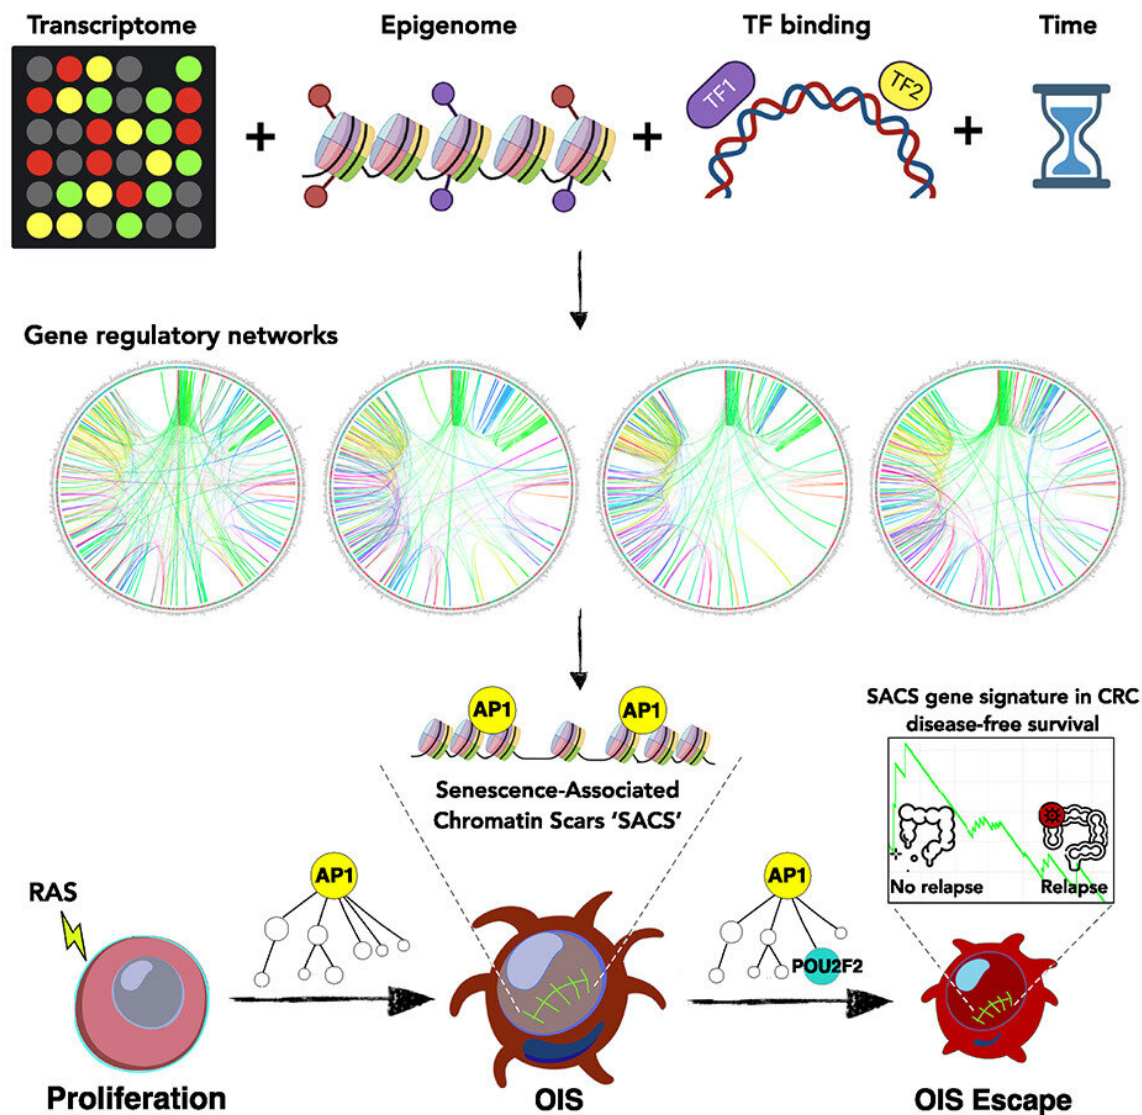 Transcriptome
Epigenome
TF binding
Time
TF1
TF2
+
+
+
Gene regulatory networks
AP1
AP1
Senescence-Associated
Chromatin Scars ‘SACS’
SACS gene signature in CRC
disease-free survival
No relapse
Relapse
RAS
AP1
AP1
POU2F2
Proliferation
OIS
OIS Escape